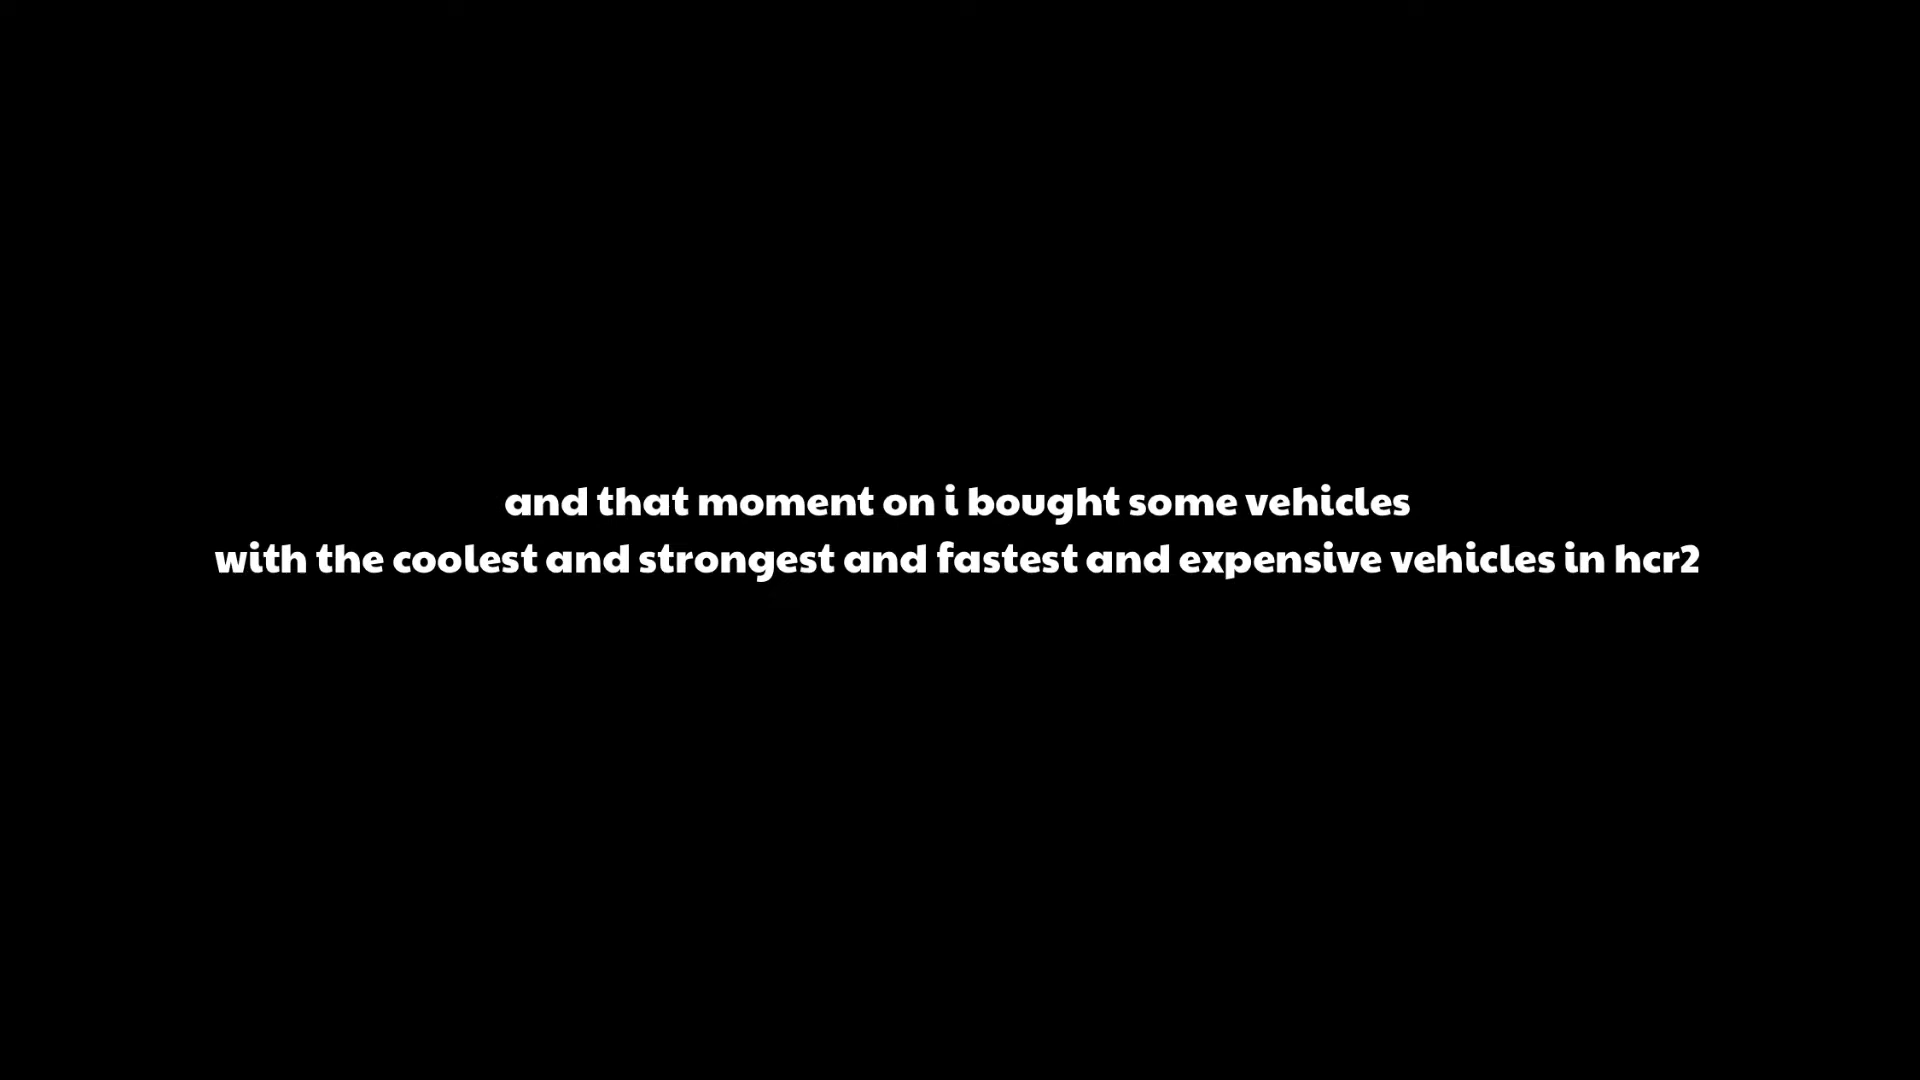 and that moment on i bought some vehicles
with the coolest and strongest and fastest and expensive vehicles in hcr2